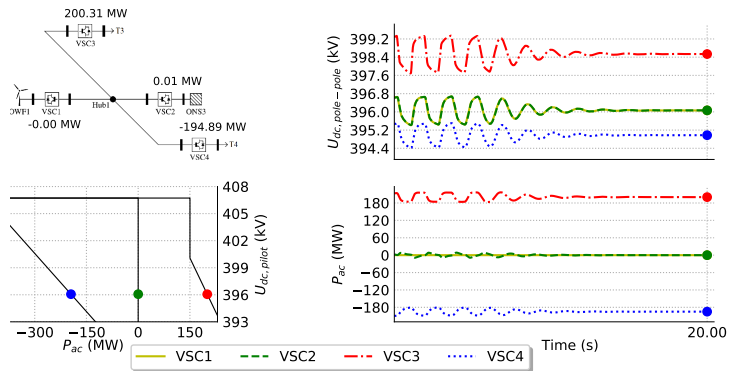 200.31 MW
T3
VSC3
0.01 MW
OWF1
VSC1
Hub1
VSC2
ONS3
-0.00 MW
-194.89 MW
T4
VSC4
399.2
398.4
397.6
396.8
396.0
395.2
394.4
U_dc,pole−pole (kV)
408
405
402
399
396
393
U_dc,pilot (kV)
−300
−150
0
150
P_ac (MW)
180
120
60
0
−60
−120
−180
P_ac (MW)
20.00
Time (s)
VSC1 VSC2 VSC3 VSC4